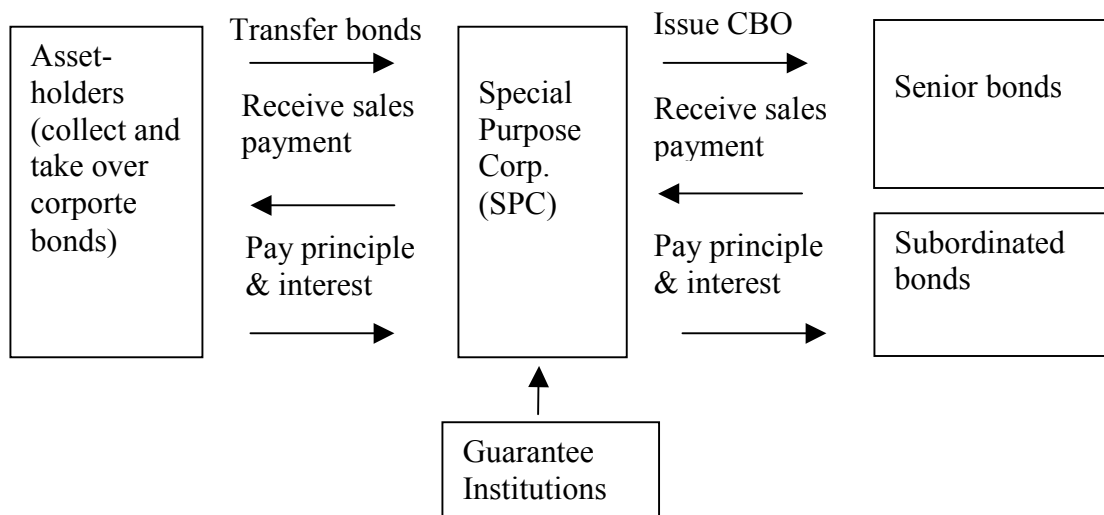 Asset-
holders
(collect and
take over
corporte
bonds)
Transfer bonds
Receive sales
payment
Pay principle
& interest
Special
Purpose
Corp.
(SPC)
Issue CBO
Receive sales
payment
Pay principle
& interest
Senior bonds
Subordinated
bonds
Guarantee
Institutions